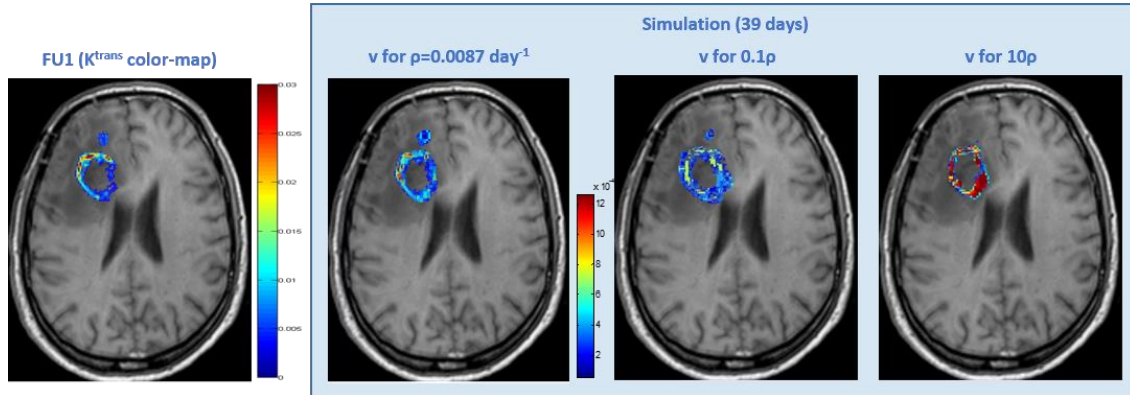 Simulation (39 days)
FU1 (Ktrans color-map)
v for ρ=0.0087 day-1
v for 0.1ρ
v for 10ρ
0.03
0.025
0.02
0.015
0.01
0.005
0
12
10
8
6
4
2